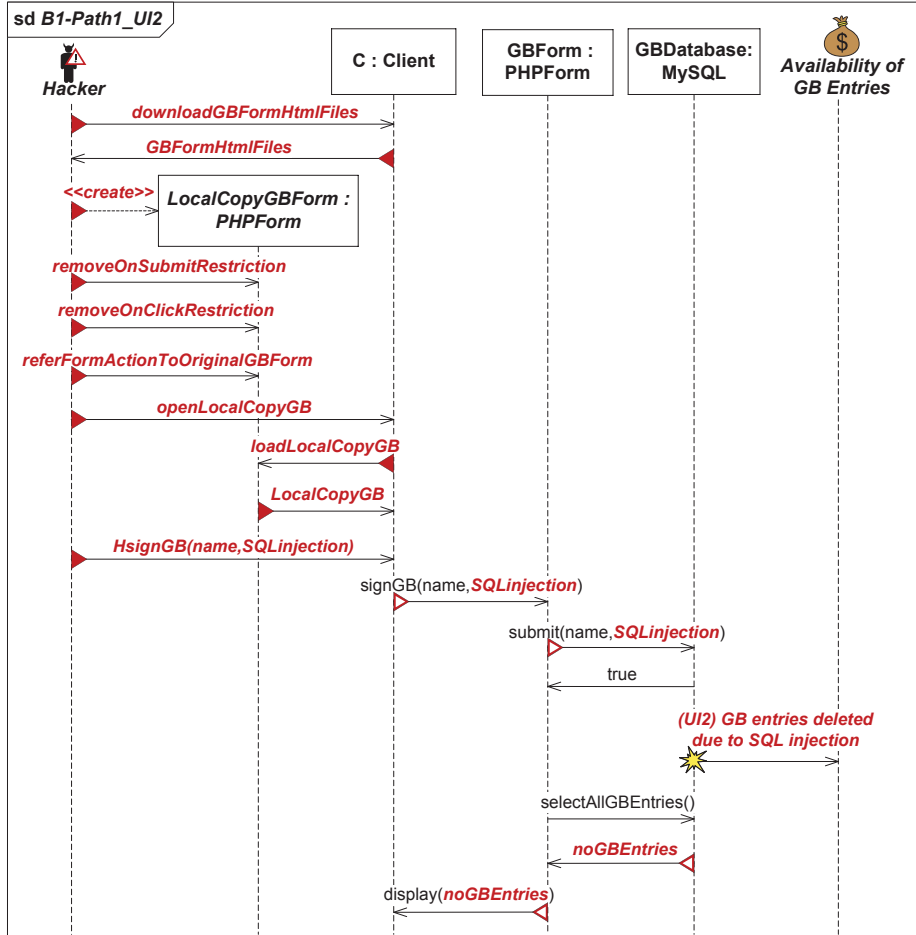 sd B1-Path1_UI2
Hacker
C : Client
GBForm :
PHPForm
GBDatabase:
MySQL
$
Availability of
GB Entries
downloadGBFormHtmlFiles
GBFormHtmlFiles
<<create>>
LocalCopyGBForm :
PHPForm
removeOnSubmitRestriction
removeOnClickRestriction
referFormActionToOriginalGBForm
openLocalCopyGB
loadLocalCopyGB
LocalCopyGB
HsignGB(name,SQLinjection)
signGB(name,SQLinjection)
submit(name,SQLinjection)
true
(UI2) GB entries deleted
due to SQL injection
selectAllGBEntries()
noGBEntries
display(noGBEntries)